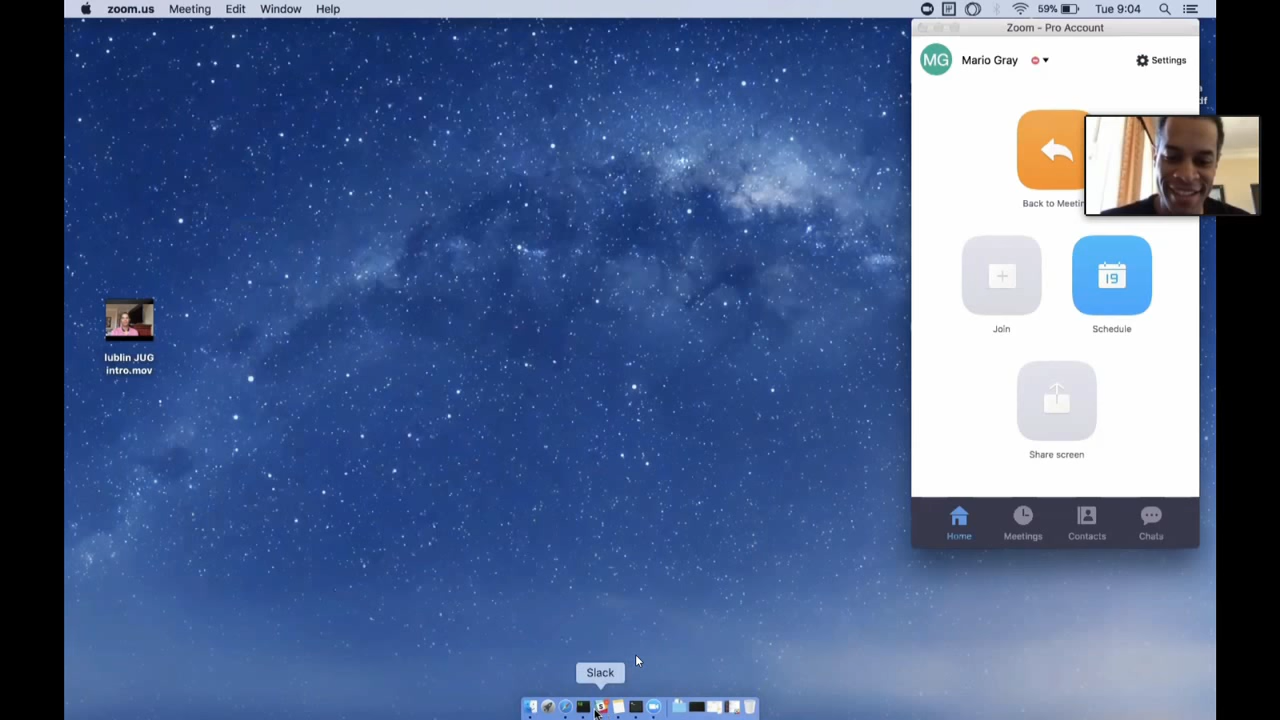 zoom.us Meeting Edit Window Help
59% Tue 9:04
Zoom - Pro Account
MG Mario Gray Settings
df
Back to Meetin
19
Join Schedule
Share screen
Home Meetings Contacts Chats
lublin JUG
intro.mov
Slack